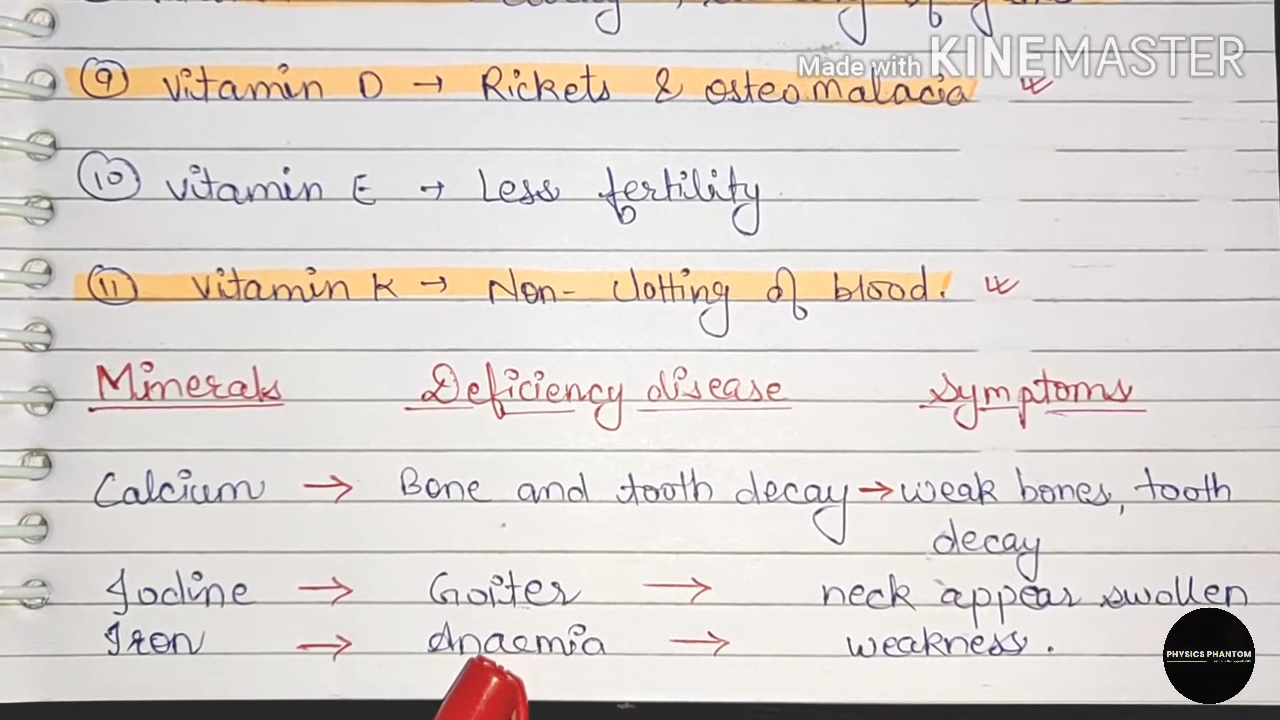 Made with KINEMASTER
⑨ Vitamin D → Rickets & osteomalacia
⑩ Vitamin E → Less fertility
⑪ Vitamin K → Non-clotting of blood.
Minerals Deficiency disease Symptoms
Calcium → Bone and tooth decay → weak bones, tooth
decay
Iodine → Goiter → neck appear swollen
Iron → Anaemia → weakness.
PHYSICS PHANTOM